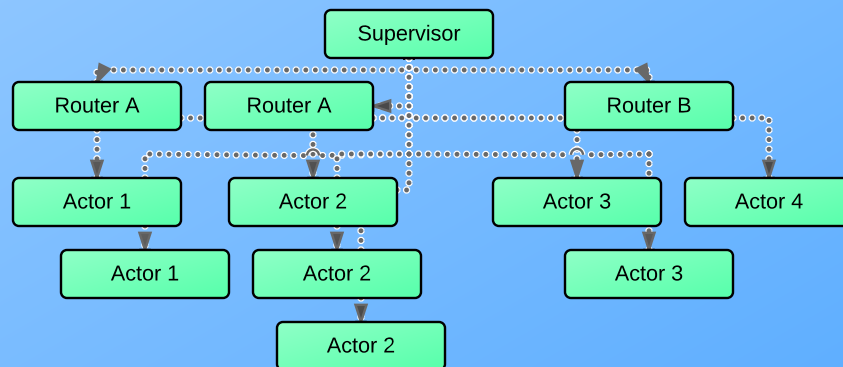 Supervisor
Router A
Router A
Router B
Actor 1
Actor 2
Actor 3
Actor 4
Actor 1
Actor 2
Actor 3
Actor 2